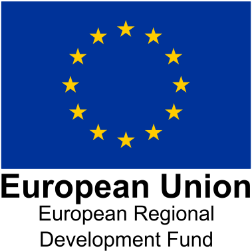 European Union
European Regional
Development Fund